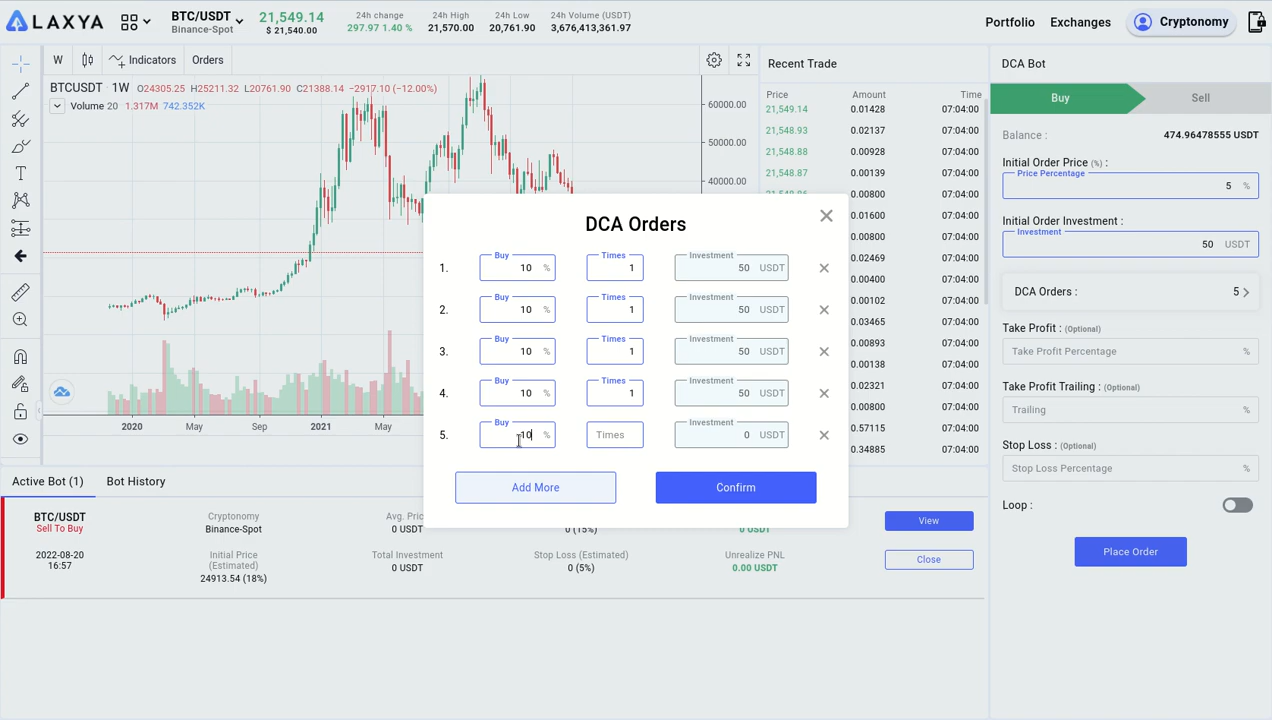 LAXYA
BTC/USDT
Binance-Spot
21,549.14
$ 21,540.00
24h change
297.97 1.40 %
24h High
21,570.00
24h Low
20,761.90
24h Volume (USDT)
3,676,413,361.97
Portfolio
Exchanges
Cryptonomy
W
Indicators
Orders
BTCUSDT 1W O24305.25 H25211.32 L20761.90 C21388.14 −2917.10 (−12.00%)
Volume 20 1.317M 742.352K
60000.00
50000.00
40000.00
2020 May Sep 2021 May
Recent Trade
Price Amount Time
21,549.14 0.01428 07:04:00
21,548.93 0.02137 07:04:00
21,548.88 0.00928 07:04:00
21,548.87 0.00139 07:04:00
0.00800 07:04:00
0.01600 07:04:00
0.00800 07:04:00
0.02469 07:04:00
0.00400 07:04:00
0.00102 07:04:00
0.03465 07:04:00
0.00893 07:04:00
0.00138 07:04:00
0.02321 07:04:00
0.00800 07:04:00
0.57115 07:04:00
0.34885 07:04:00
DCA Orders
1. Buy 10 % Times 1 Investment 50 USDT
2. Buy 10 % Times 1 Investment 50 USDT
3. Buy 10 % Times 1 Investment 50 USDT
4. Buy 10 % Times 1 Investment 50 USDT
5. Buy 10 % Times Investment 0 USDT
Add More
Confirm
DCA Bot
Buy
Sell
Balance : 474.96478555 USDT
Initial Order Price (%) :
Price Percentage
5 %
Initial Order Investment :
Investment
50 USDT
DCA Orders : 5
Take Profit : (Optional)
Take Profit Percentage %
Take Profit Trailing : (Optional)
Trailing %
Stop Loss : (Optional)
Stop Loss Percentage %
Loop :
Place Order
Active Bot (1)
Bot History
BTC/USDT
Sell To Buy
2022-08-20
16:57
Cryptonomy
Binance-Spot
Initial Price
(Estimated)
24913.54 (18%)
Avg. Pric
0 USDT
Total Investment
0 USDT
0 (15%)
Stop Loss (Estimated)
0 (5%)
0 USDT
Unrealize PNL
0.00 USDT
View
Close